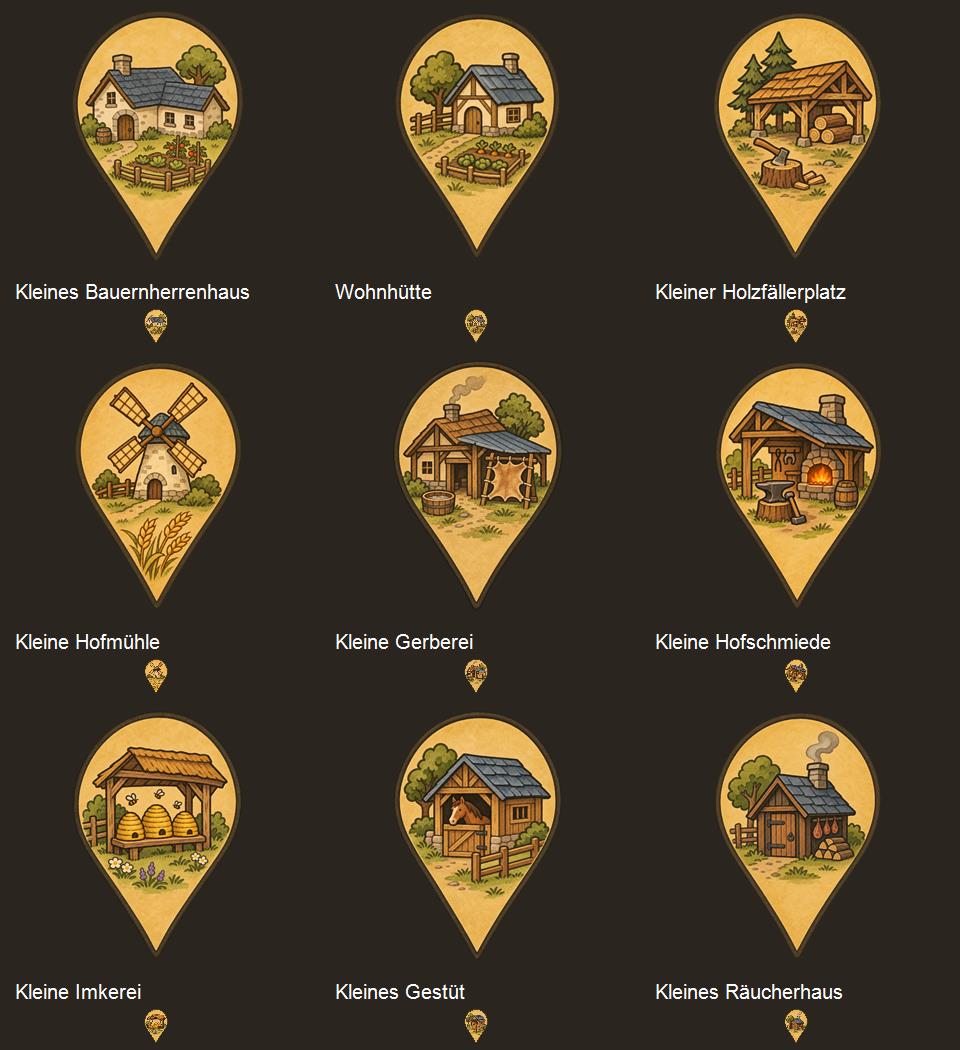 Kleines Bauernherrenhaus
Wohnhütte
Kleiner Holzfällerplatz
Kleine Hofmühle
Kleine Gerberei
Kleine Hofschmiede
Kleine Imkerei
Kleines Gestüt
Kleines Räucherhaus